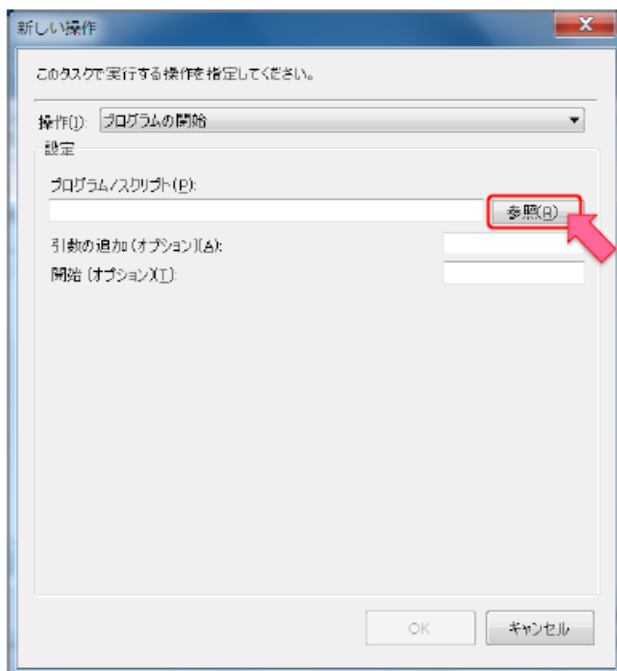 新しい操作
このタスクで実行する操作を指定してください。
操作(I): プログラムの開始
設定
プログラム/スクリプト(P):
参照(R)...
引数の追加 (オプション)(A):
開始 (オプション)(T):
OK
キャンセル